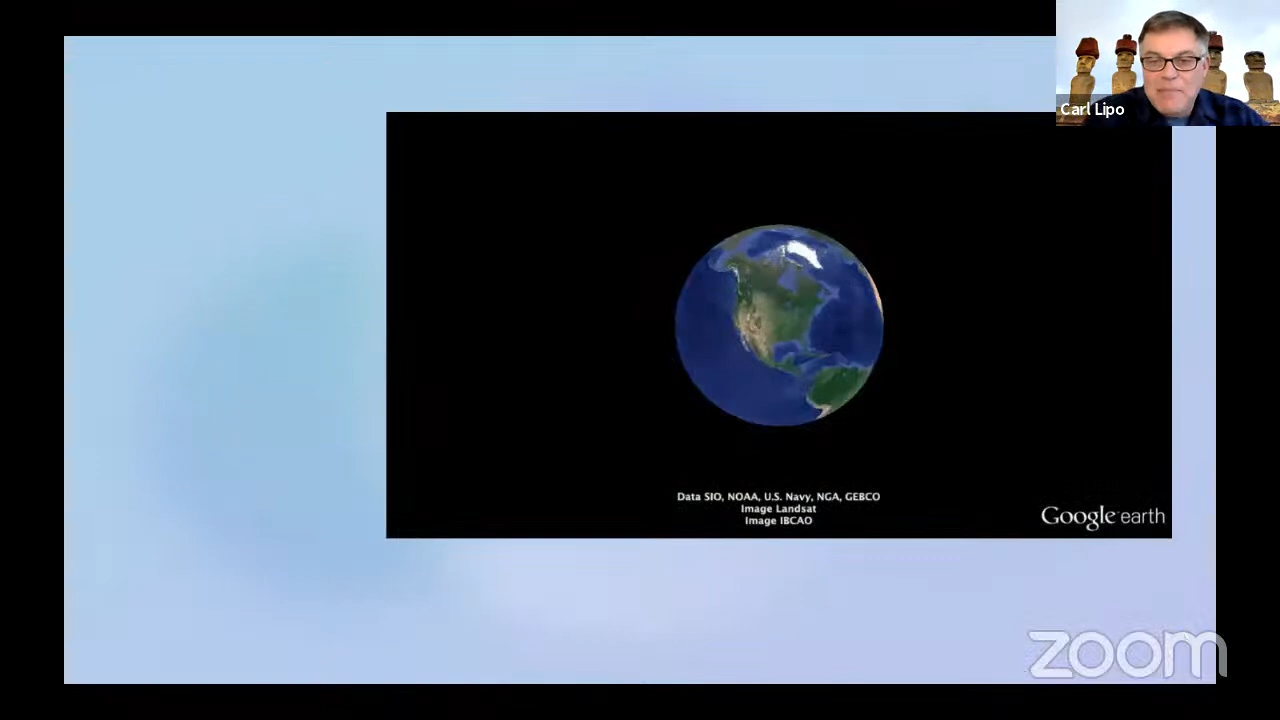 Carl Lipo
Data SIO, NOAA, U.S. Navy, NGA, GEBCO
Image Landsat
Image IBCAO
Google earth
zoom